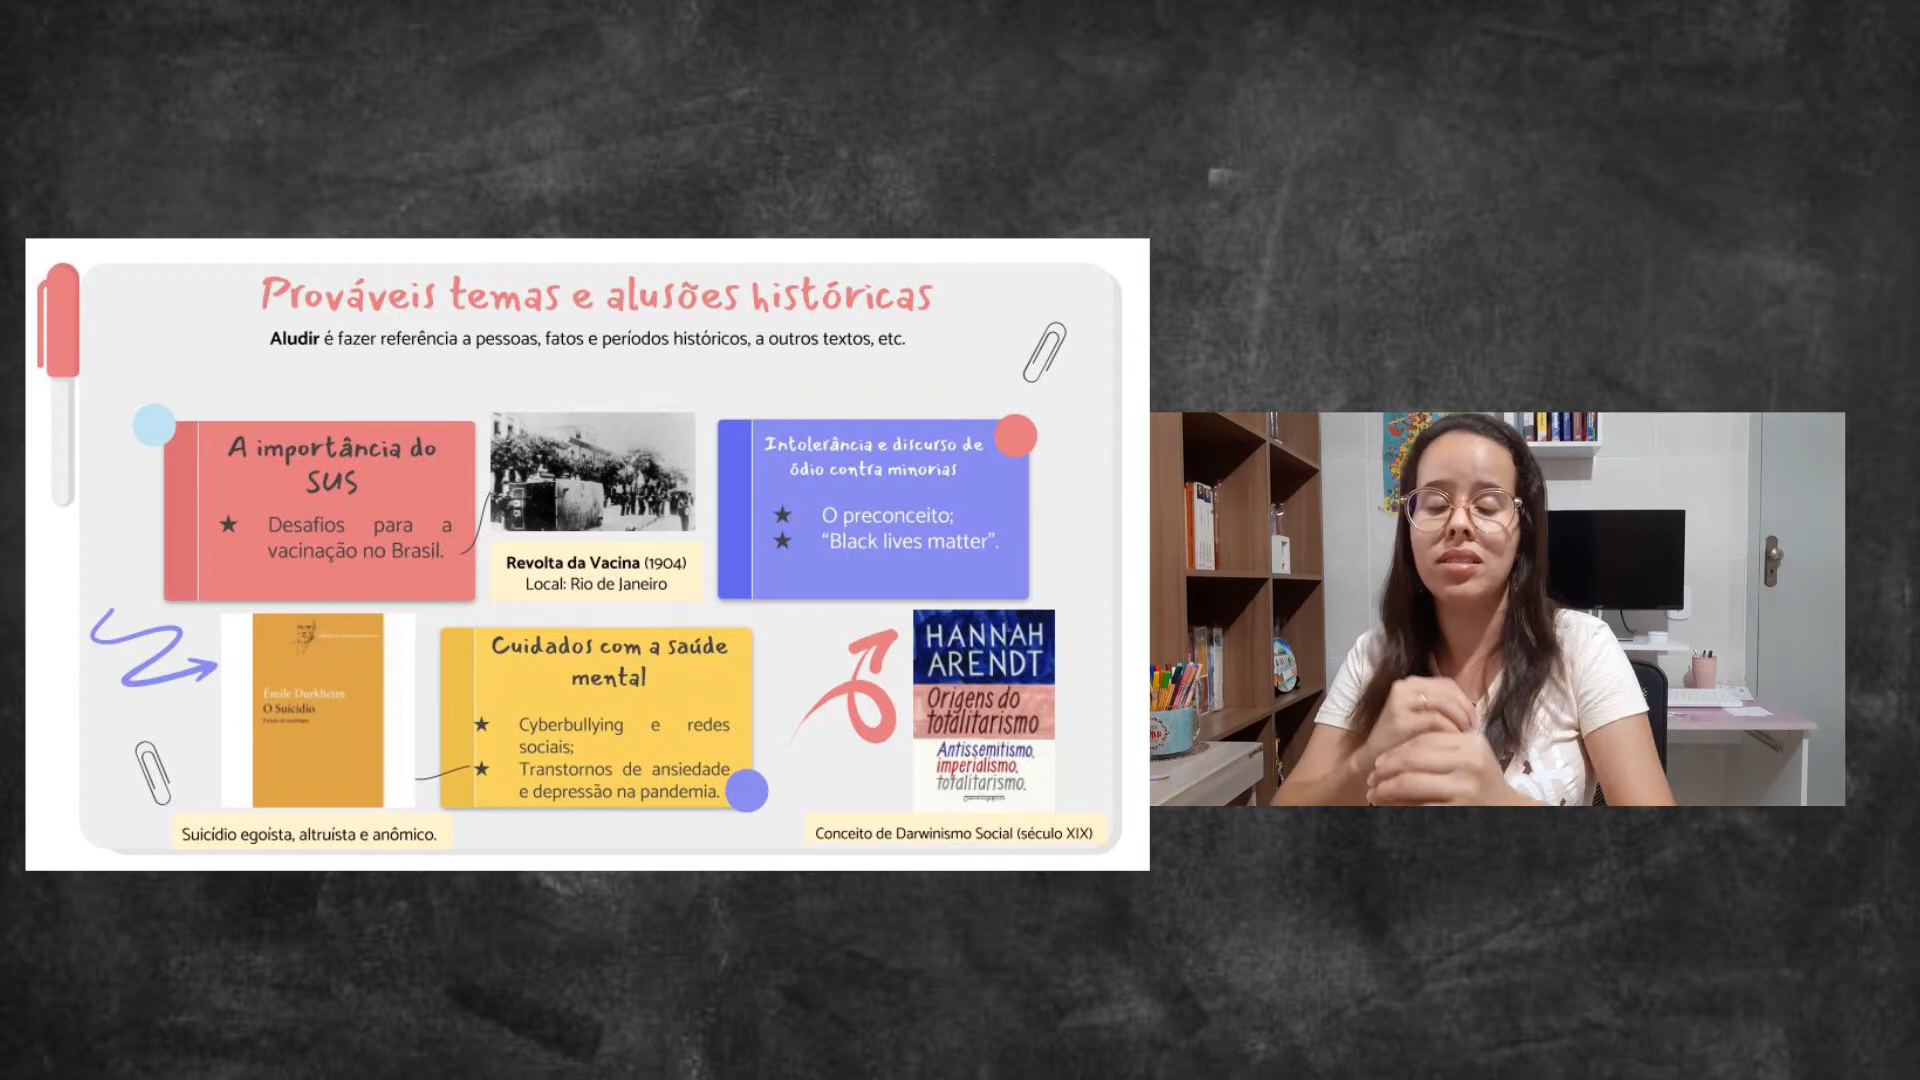 Prováveis temas e alusões históricas
Aludir é fazer referência a pessoas, fatos e períodos históricos, a outros textos, etc.
A importância do
SUS
★ Desafios para a
vacinação no Brasil.
Revolta da Vacina (1904)
Local: Rio de Janeiro
Intolerância e discurso de
ódio contra minorias
★ O preconceito;
★ “Black lives matter”.
Émile Durkheim
O Suicídio
Suicídio egoísta, altruísta e anômico.
Cuidados com a saúde
mental
★ Cyberbullying e redes
sociais;
★ Transtornos de ansiedade
e depressão na pandemia.
HANNAH
ARENDT
Origens do
totalitarismo
Antissemitismo,
imperialismo,
totalitarismo.
Conceito de Darwinismo Social (século XIX)